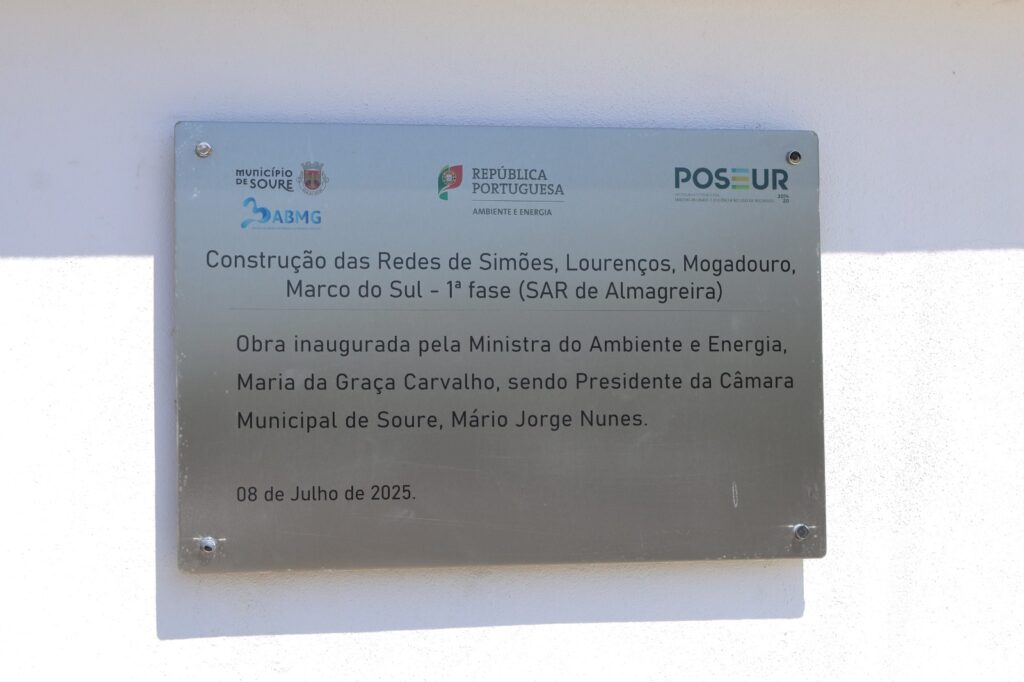 município
DE SOURE
ABMG
REPÚBLICA
PORTUGUESA
AMBIENTE E ENERGIA
POSEUR
Construção das Redes de Simões, Lourenços, Mogadouro,
Marco do Sul - 1ª fase (SAR de Almagreira)
Obra inaugurada pela Ministra do Ambiente e Energia,
Maria da Graça Carvalho, sendo Presidente da Câmara
Municipal de Soure, Mário Jorge Nunes.
08 de Julho de 2025.